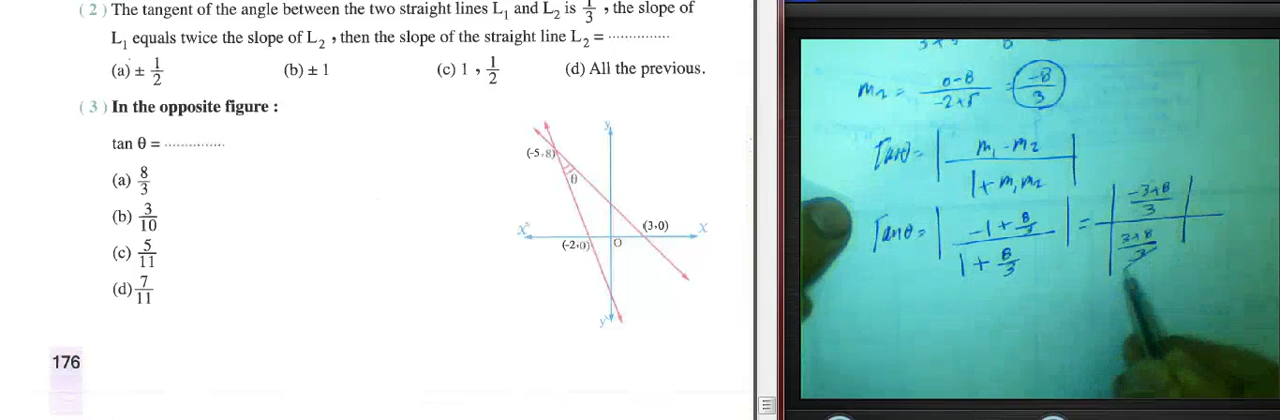 (2) The tangent of the angle between the two straight lines L₁ and L₂ is 1/3 , the slope of
L₁ equals twice the slope of L₂ , then the slope of the straight line L₂ = ...............
(a) ± 1/2 (b) ± 1 (c) 1 , 1/2 (d) All the previous.
(3) In the opposite figure :
tan θ = ...............
(a) 8/3
(b) 3/10
(c) 5/11
(d) 7/11
y
(-5,8)
θ
(3,0)
x̀ X
(-2,0) O
ỳ
176
m₂ = 0-8/-2+5 = -8/3
Tanθ = | m₁ - m₂ / 1 + m₁m₂ |
Tanθ = | -1 + 8/3 / 1 + 8/3 | = | -3+8/3 / 3+8/3 |